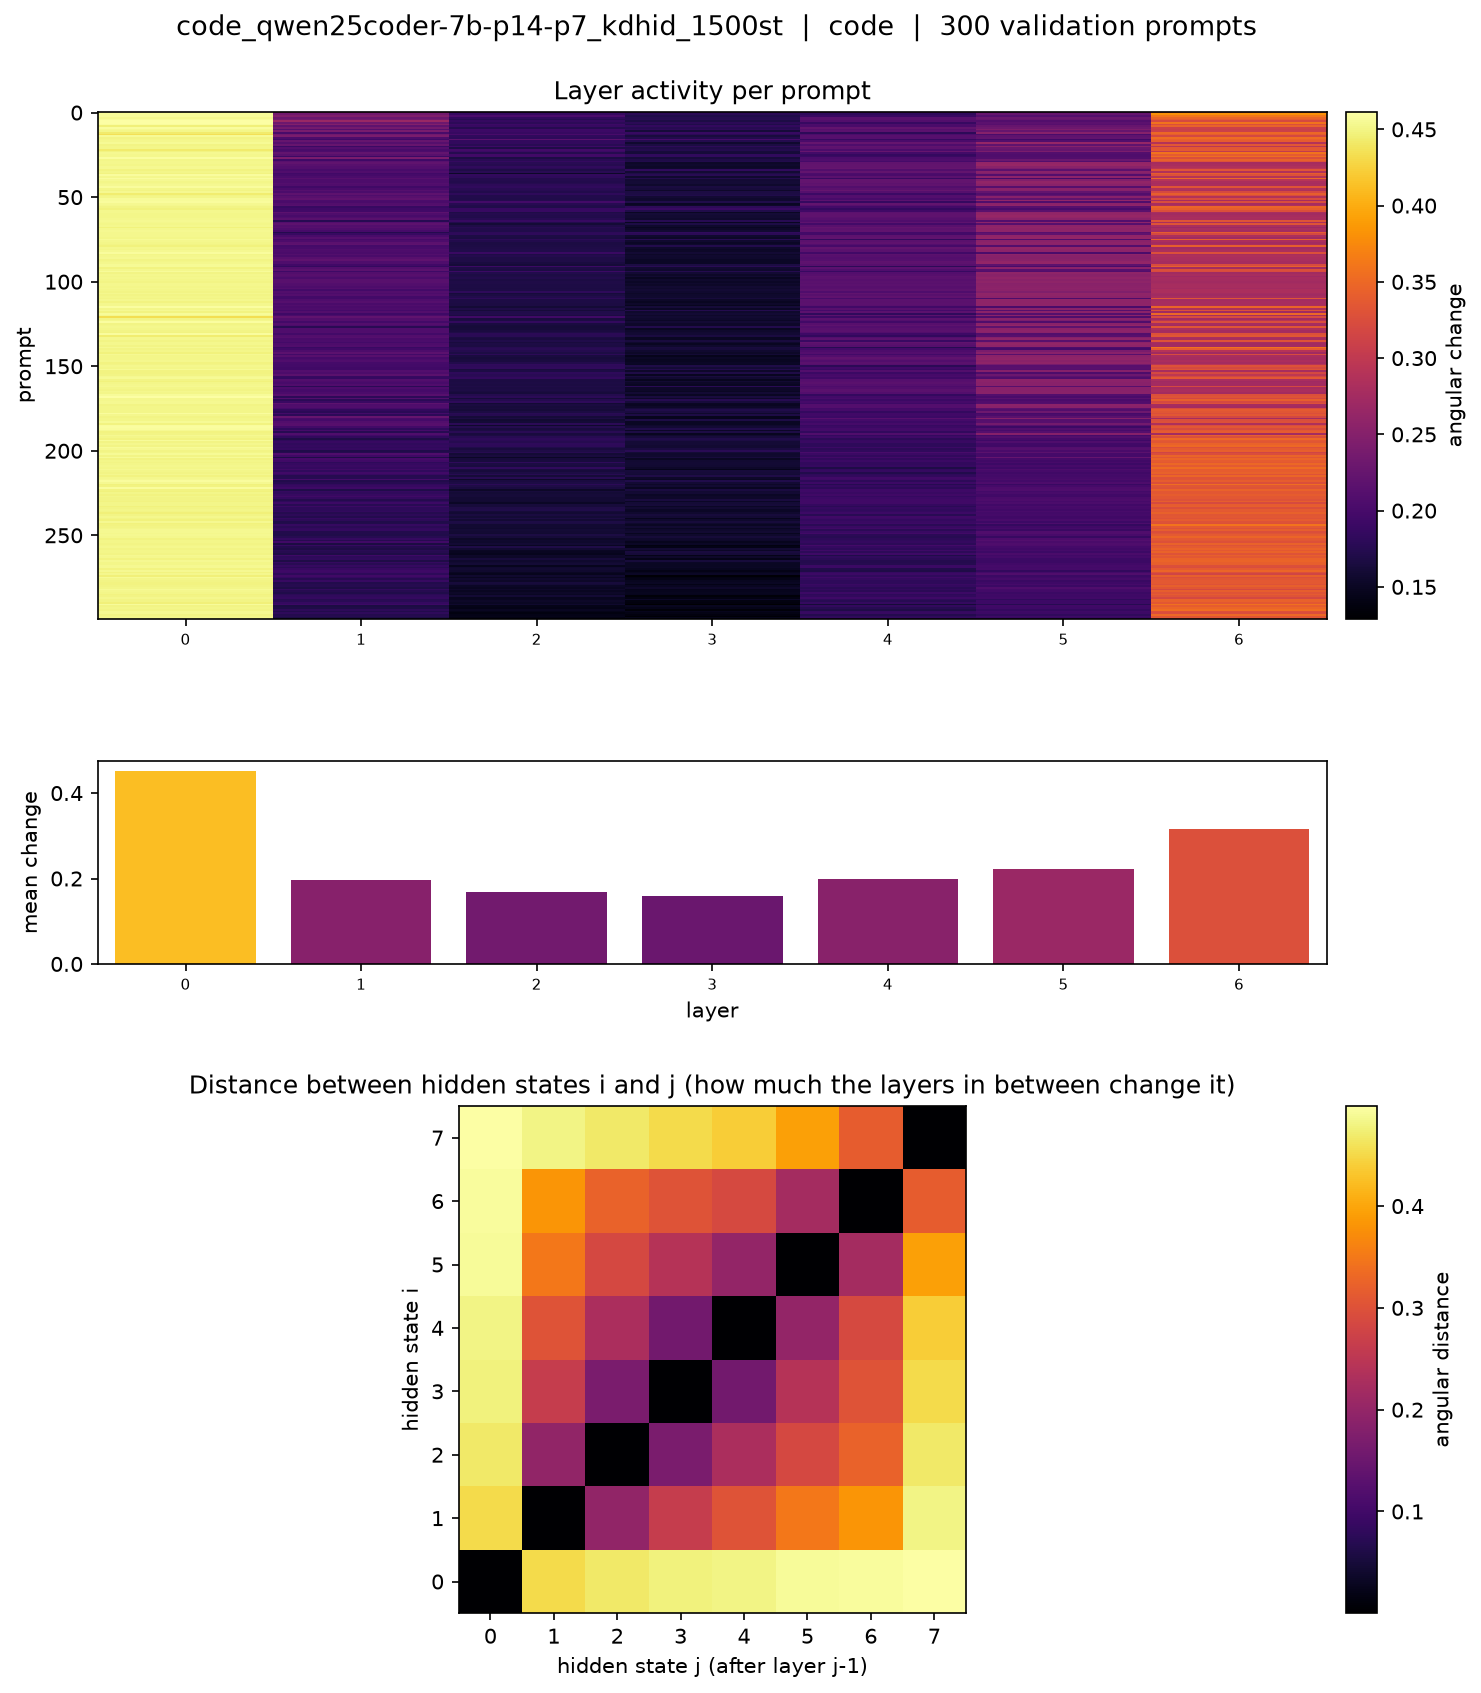 code_qwen25coder-7b-p14-p7_kdhid_1500st | code | 300 validation prompts
Layer activity per prompt
prompt
0
50
100
150
200
250
0 1 2 3 4 5 6
0.45
0.40
0.35
0.30
0.25
0.20
0.15
angular change
mean change
0.4
0.2
0.0
0 1 2 3 4 5 6
layer
Distance between hidden states i and j (how much the layers in between change it)
hidden state i
7
6
5
4
3
2
1
0
0 1 2 3 4 5 6 7
hidden state j (after layer j-1)
0.4
0.3
0.2
0.1
angular distance